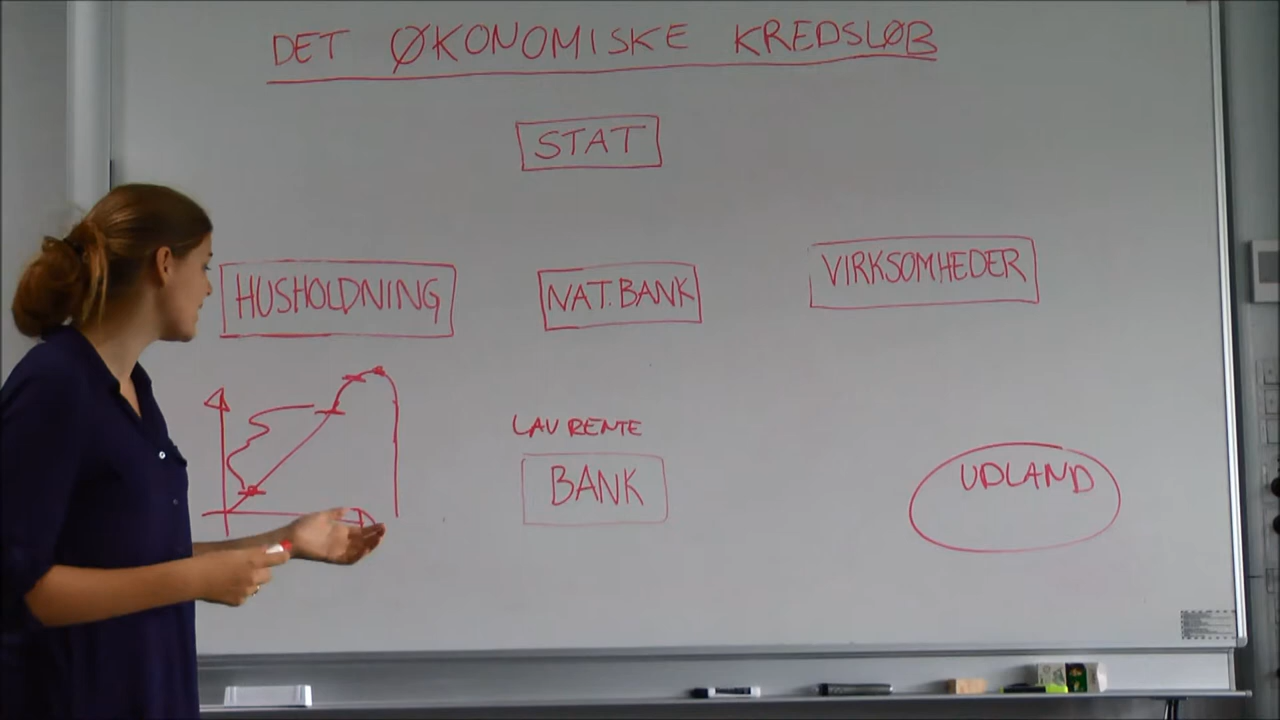 DET ØKONOMISKE KREDSLØB
STAT
HUSHOLDNING
NAT.BANK
VIRKSOMHEDER
LAV RENTE
BANK
UDLAND